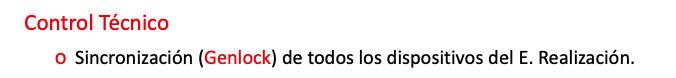 Control Técnico
o Sincronización (Genlock) de todos los dispositivos del E. Realización.